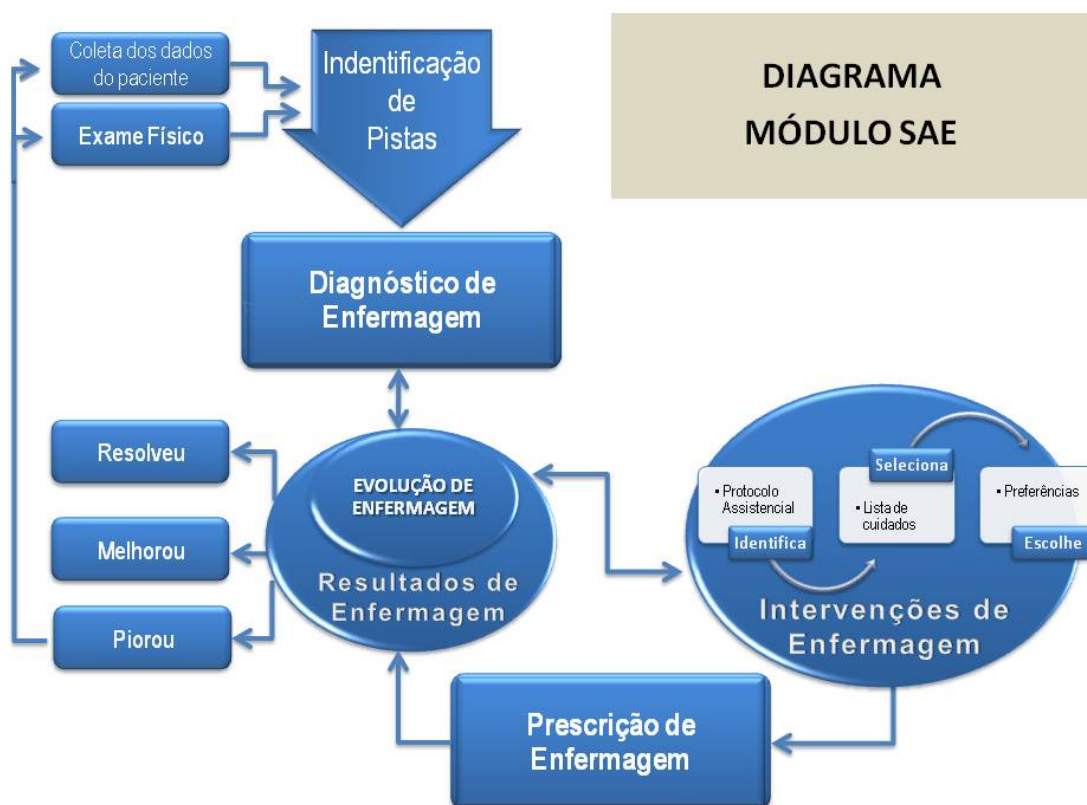 Coleta dos dados
do paciente
Exame Físico
Indentificação
de
Pistas
DIAGRAMA
MÓDULO SAE
Diagnóstico de
Enfermagem
Resolveu
Melhorou
Piorou
EVOLUÇÃO DE
ENFERMAGEM
Resultados de
Enfermagem
• Protocolo
Assistencial
Identifica
Seleciona
• Lista de
cuidados
• Preferências
Escolhe
Intervenções de
Enfermagem
Prescrição de
Enfermagem